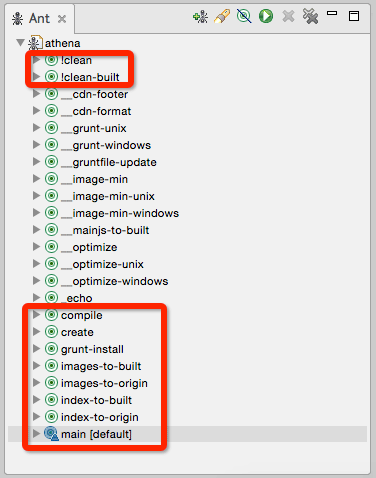 Ant
athena
!clean
!clean-built
__cdn-footer
__cdn-format
__grunt-unix
__grunt-windows
__gruntfile-update
__image-min
__image-min-unix
__image-min-windows
__mainjs-to-built
__optimize
__optimize-unix
__optimize-windows
_echo
compile
create
grunt-install
images-to-built
images-to-origin
index-to-built
index-to-origin
main [default]